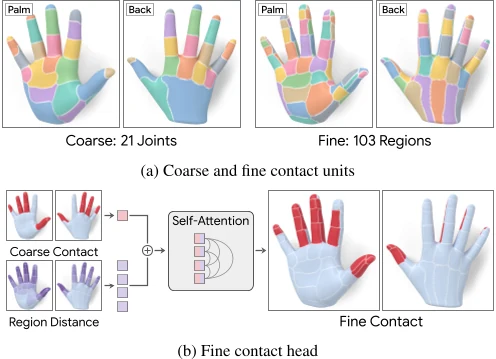 Palm
Back
Palm
Back
Coarse: 21 Joints
Fine: 103 Regions
(a) Coarse and fine contact units
Self-Attention
Coarse Contact
Region Distance
Fine Contact
(b) Fine contact head